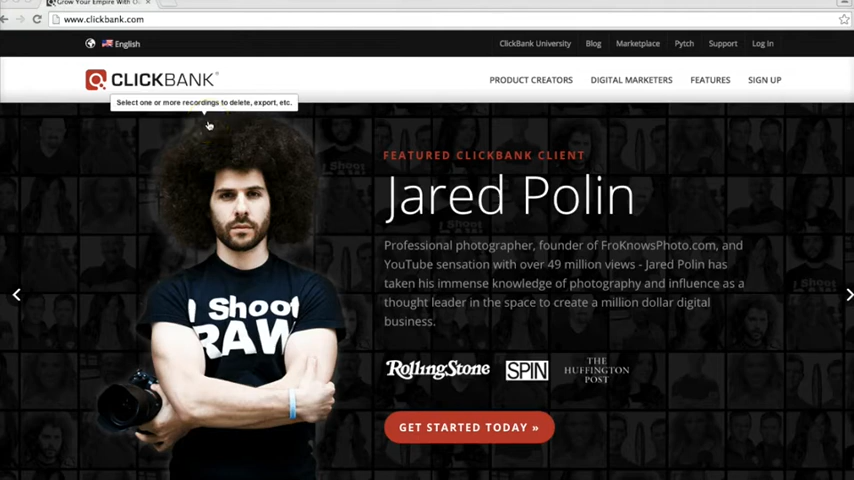 Grow Your Empire With O
www.clickbank.com
English
ClickBank University Blog Marketplace Pytch Support Log In
CLICKBANK®
PRODUCT CREATORS DIGITAL MARKETERS FEATURES SIGN UP
Select one or more recordings to delete, export, etc.
FEATURED CLICKBANK CLIENT
Jared Polin
Professional photographer, founder of FroKnowsPhoto.com, and
YouTube sensation with over 49 million views - Jared Polin has
taken his immense knowledge of photography and influence as a
thought leader in the space to create a million dollar digital
business.
I Shoot
RAW
RollingStone SPIN THE
HUFFINGTON
POST
GET STARTED TODAY »